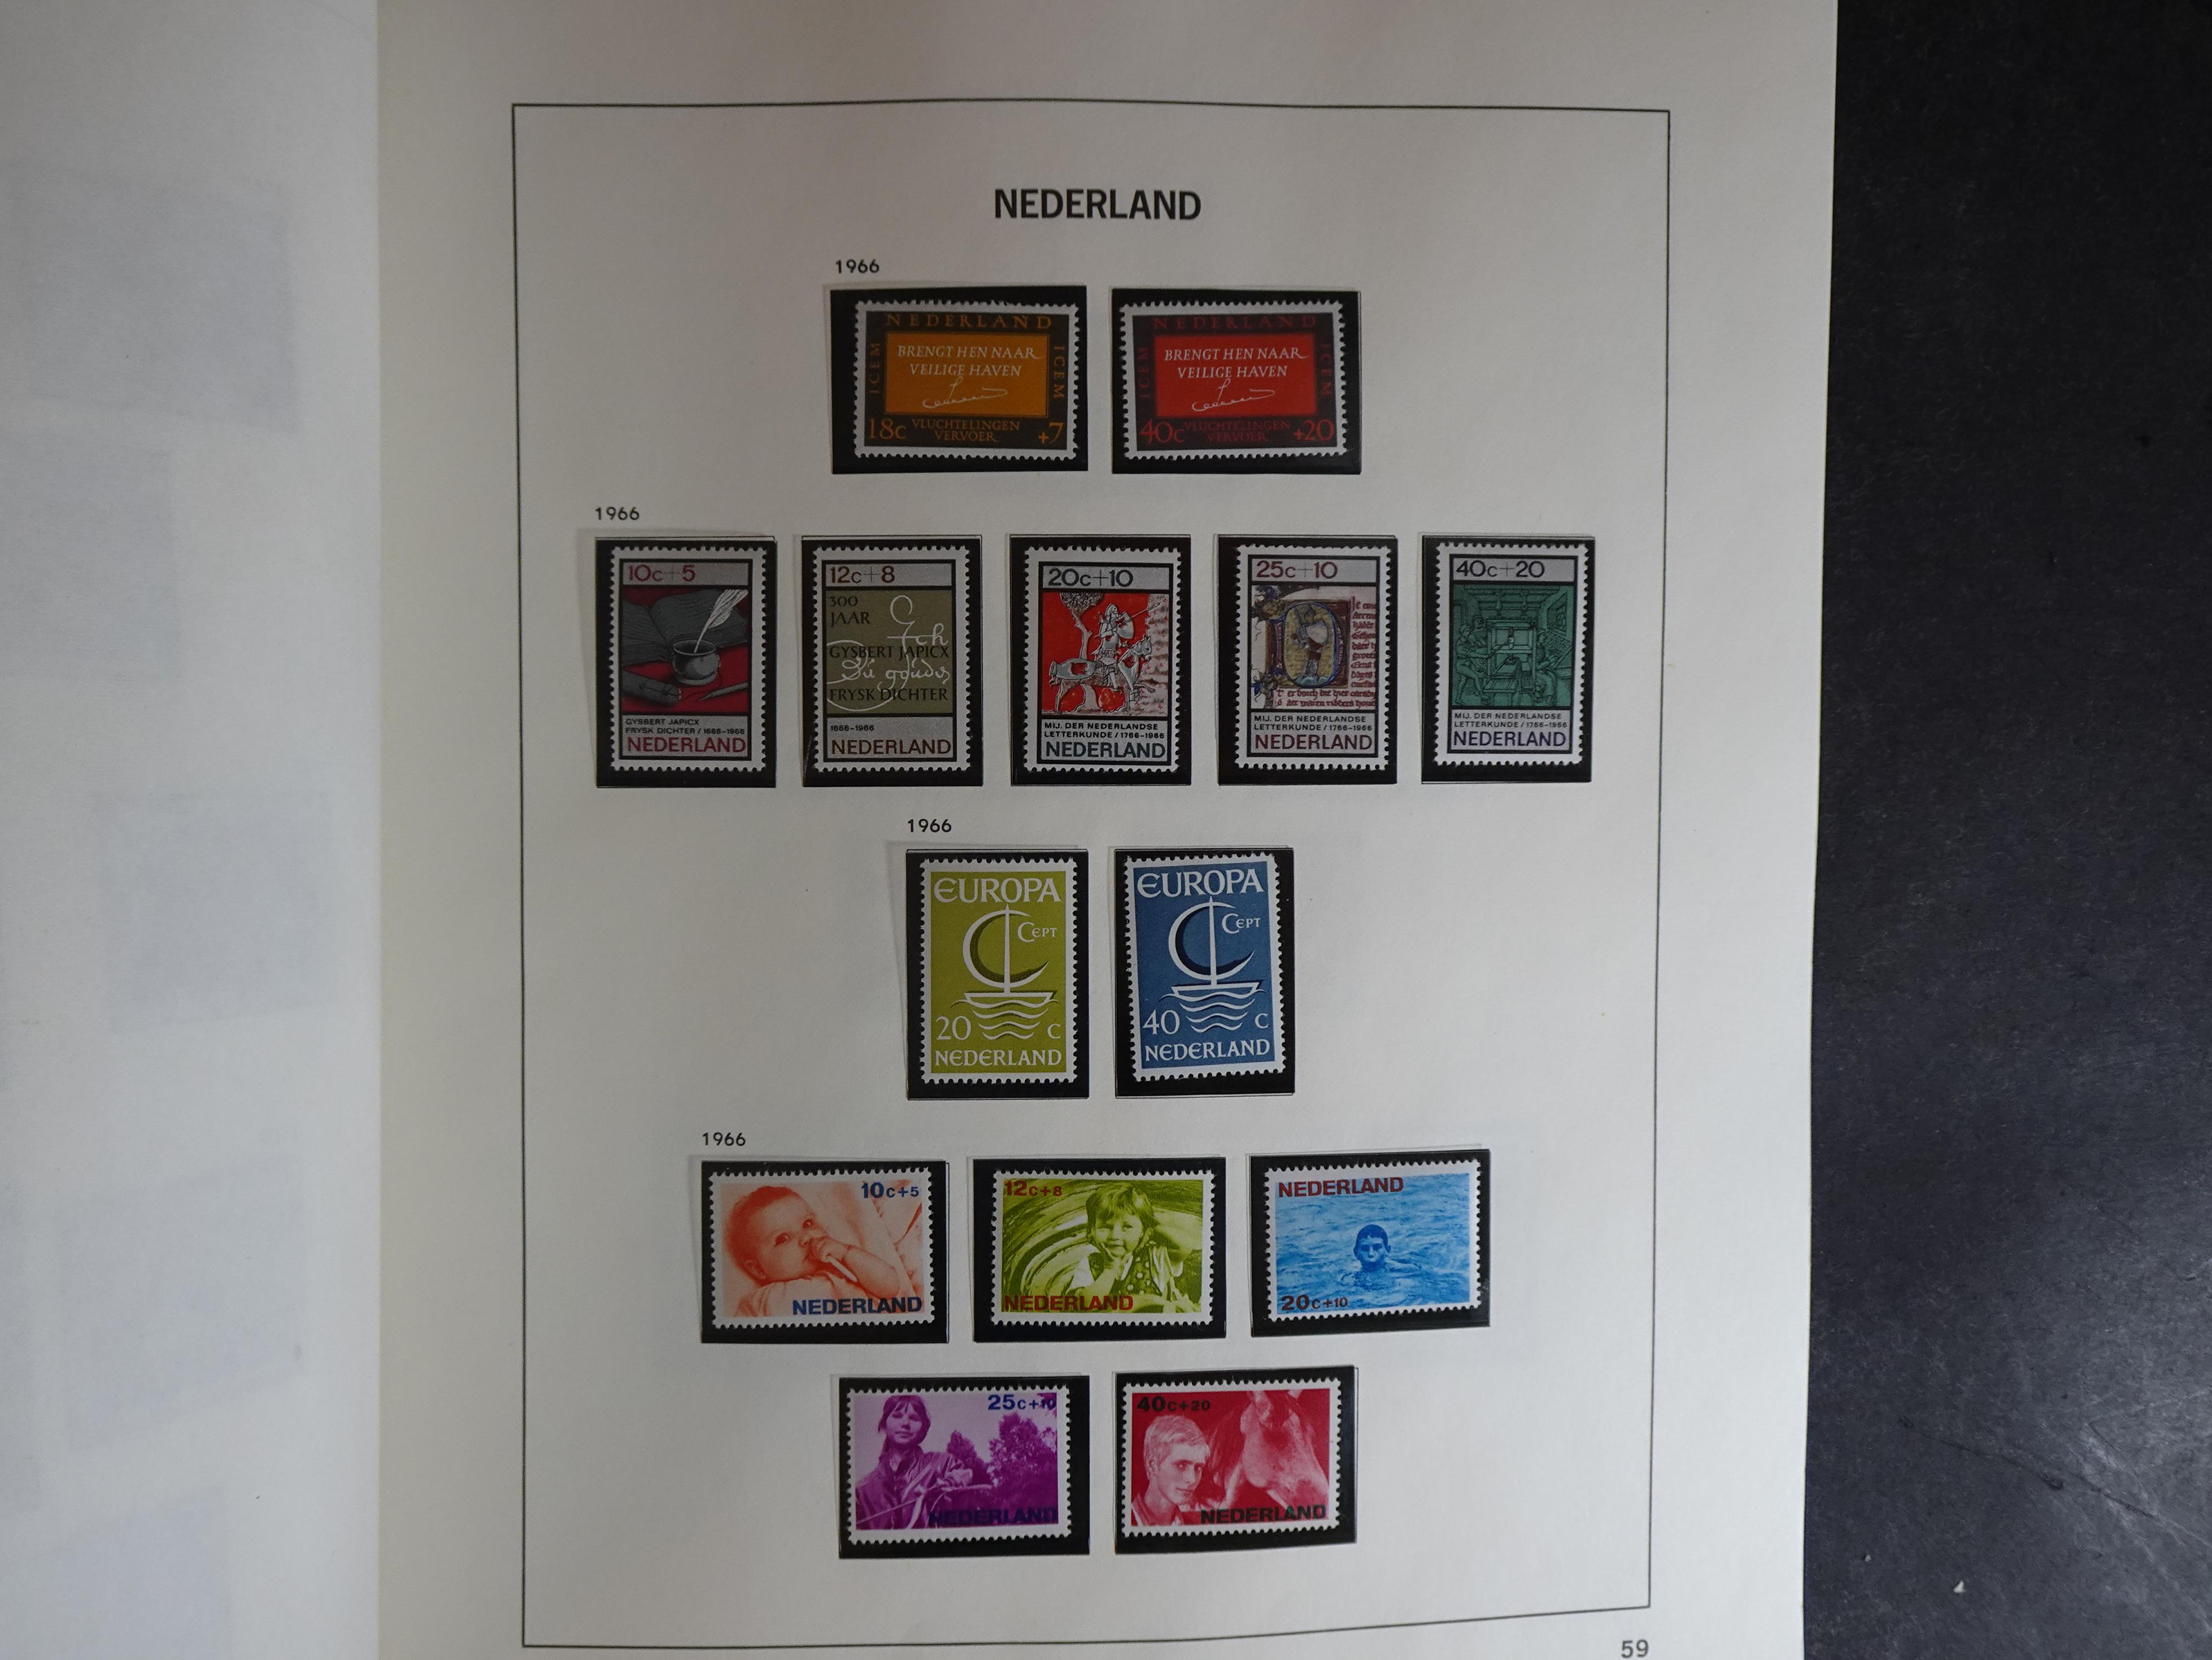 NEDERLAND
1966
NEDERLAND
ICEM
BRENGT HEN NAAR
VEILIGE HAVEN
ICEM
18c VLUCHTELINGEN VERVOER +7
NEDERLAND
ICEM
BRENGT HEN NAAR
VEILIGE HAVEN
ICEM
40c VLUCHTELINGEN VERVOER +20
1966
10c+5
GYSBERT JAPICX
FRYSK DICHTER / 1666-1966
NEDERLAND
12c+8
300
JAAR
GYSBERT JAPICX
FRYSK DICHTER
1666-1966
NEDERLAND
20c+10
MIJ. DER NEDERLANDSE
LETTERKUNDE / 1766-1966
NEDERLAND
25c+10
MIJ. DER NEDERLANDSE
LETTERKUNDE / 1766-1966
NEDERLAND
40c+20
MIJ. DER NEDERLANDSE
LETTERKUNDE / 1766-1966
NEDERLAND
1966
EUROPA
CEPT
20 C
NEDERLAND
EUROPA
CEPT
40 C
NEDERLAND
1966
10c+5
NEDERLAND
12c+8
NEDERLAND
NEDERLAND
20c+10
25c+10
NEDERLAND
40c+20
NEDERLAND
59